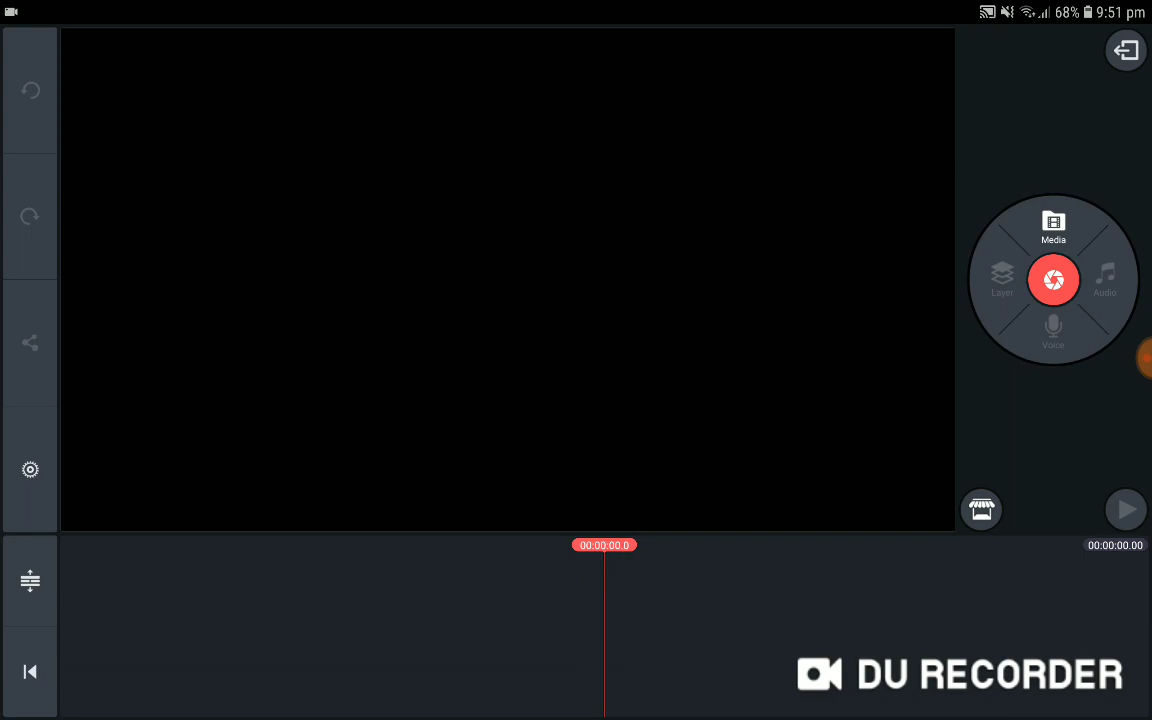 68% 9:51 pm
Media
Layer
Audio
Voice
00:00:00.0
00:00:00.00
DU RECORDER